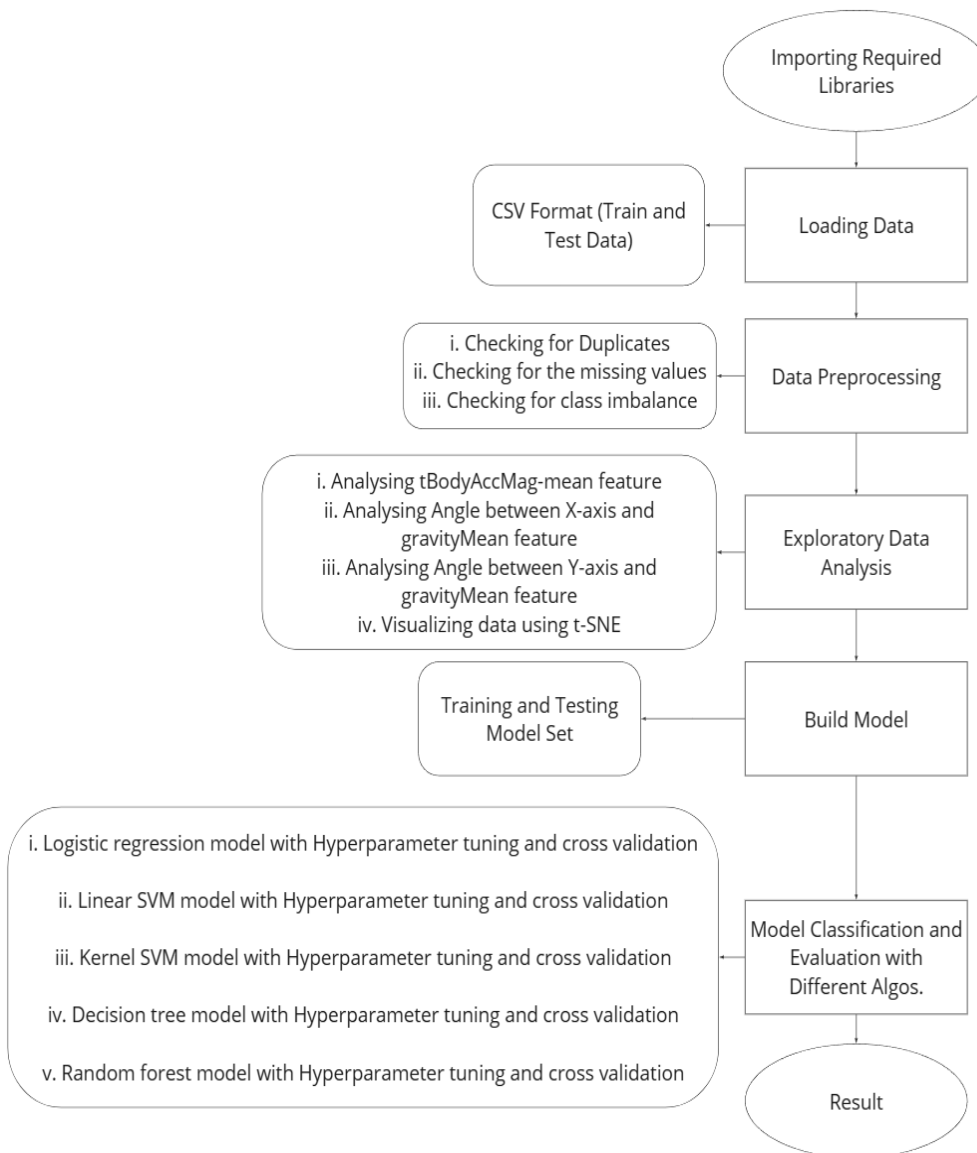 Importing Required
Libraries
CSV Format (Train and
Test Data)
Loading Data
i. Checking for Duplicates
ii. Checking for the missing values
iii. Checking for class imbalance
Data Preprocessing
i. Analysing tBodyAccMag-mean feature
ii. Analysing Angle between X-axis and
gravityMean feature
iii. Analysing Angle between Y-axis and
gravityMean feature
iv. Visualizing data using t-SNE
Exploratory Data
Analysis
Training and Testing
Model Set
Build Model
i. Logistic regression model with Hyperparameter tuning and cross validation
ii. Linear SVM model with Hyperparameter tuning and cross validation
iii. Kernel SVM model with Hyperparameter tuning and cross validation
iv. Decision tree model with Hyperparameter tuning and cross validation
v. Random forest model with Hyperparameter tuning and cross validation
Model Classification and
Evaluation with
Different Algos.
Result